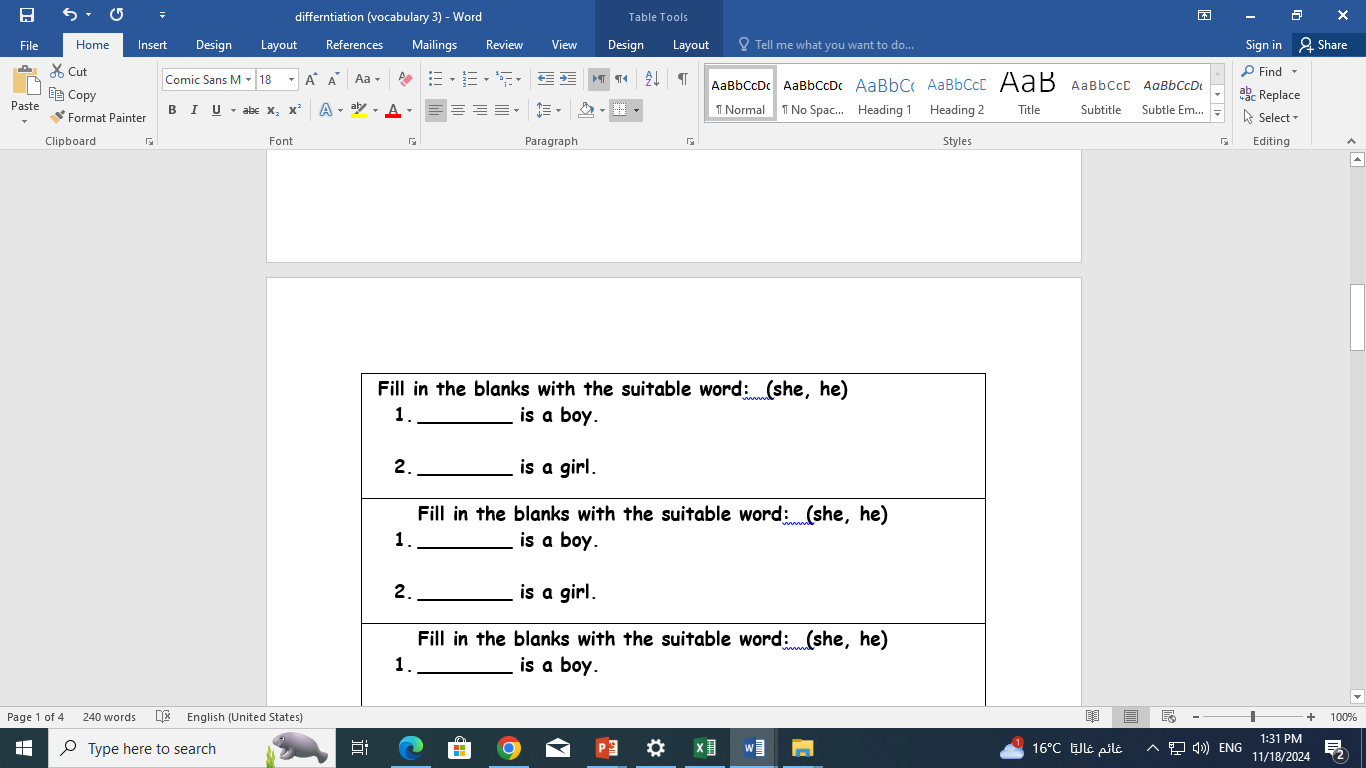 differntiation (vocabulary 3) - Word
Table Tools
File Home Insert Design Layout References Mailings Review View Design Layout Tell me what you want to do... Sign in Share
Paste
Cut
Copy
Format Painter
Clipboard
Comic Sans M 18
Font
Paragraph
AaBbCcDc AaBbCcDc AaBbCc AaBbCcD AaB AaBbCcD AaBbCcDc
¶ Normal ¶ No Spac... Heading 1 Heading 2 Title Subtitle Subtle Em...
Styles
Find
Replace
Select
Editing
Fill in the blanks with the suitable word: (she, he)
1. _________ is a boy.
2. _________ is a girl.
Fill in the blanks with the suitable word: (she, he)
1. _________ is a boy.
2. _________ is a girl.
Fill in the blanks with the suitable word: (she, he)
1. _________ is a boy.
Page 1 of 4 240 words English (United States) 100%
Type here to search
1
16°C غائم غالبًا
ENG
1:31 PM
11/18/2024
2